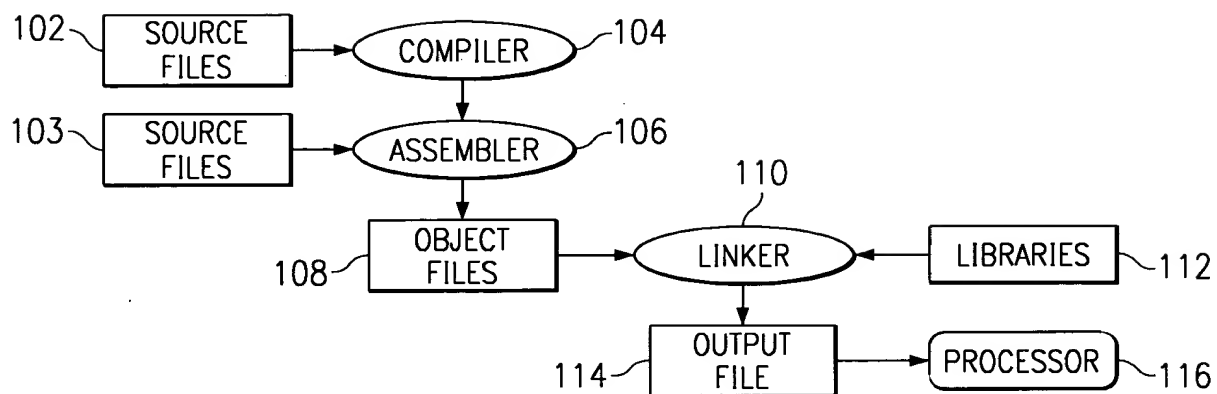 102
SOURCE
FILES
COMPILER
104
103
SOURCE
FILES
ASSEMBLER
106
108
OBJECT
FILES
110
LINKER
LIBRARIES
112
114
OUTPUT
FILE
PROCESSOR
116